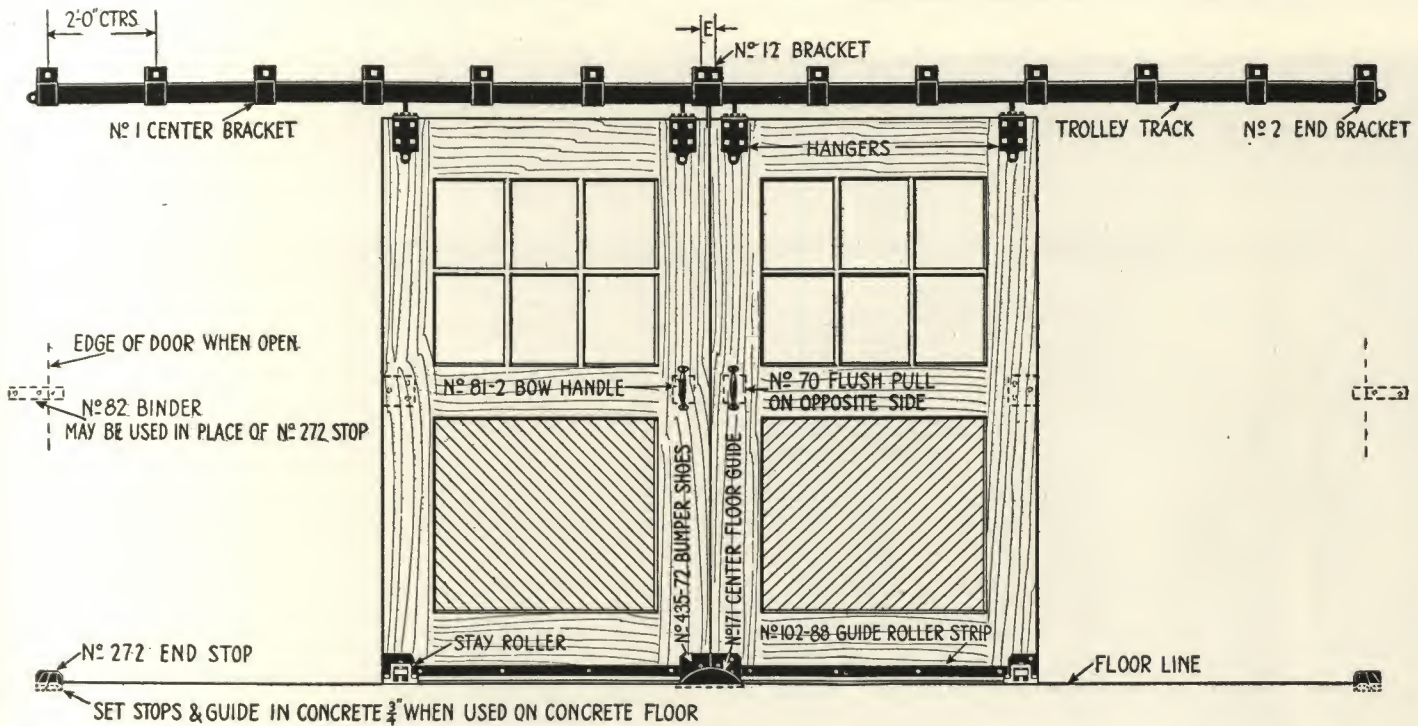 2'-0" CTRS.
E
Nº 12 BRACKET
Nº 1 CENTER BRACKET
TROLLEY TRACK
Nº 2 END BRACKET
HANGERS
EDGE OF DOOR WHEN OPEN
Nº 81-2 BOW HANDLE
Nº 70 FLUSH PULL
ON OPPOSITE SIDE
Nº 82 BINDER
MAY BE USED IN PLACE OF Nº 272 STOP
Nº 435-72 BUMPER SHOES
Nº 171 CENTER FLOOR GUIDE
STAY ROLLER
Nº 102-88 GUIDE ROLLER STRIP
Nº 272 END STOP
FLOOR LINE
SET STOPS & GUIDE IN CONCRETE 3/4" WHEN USED ON CONCRETE FLOOR